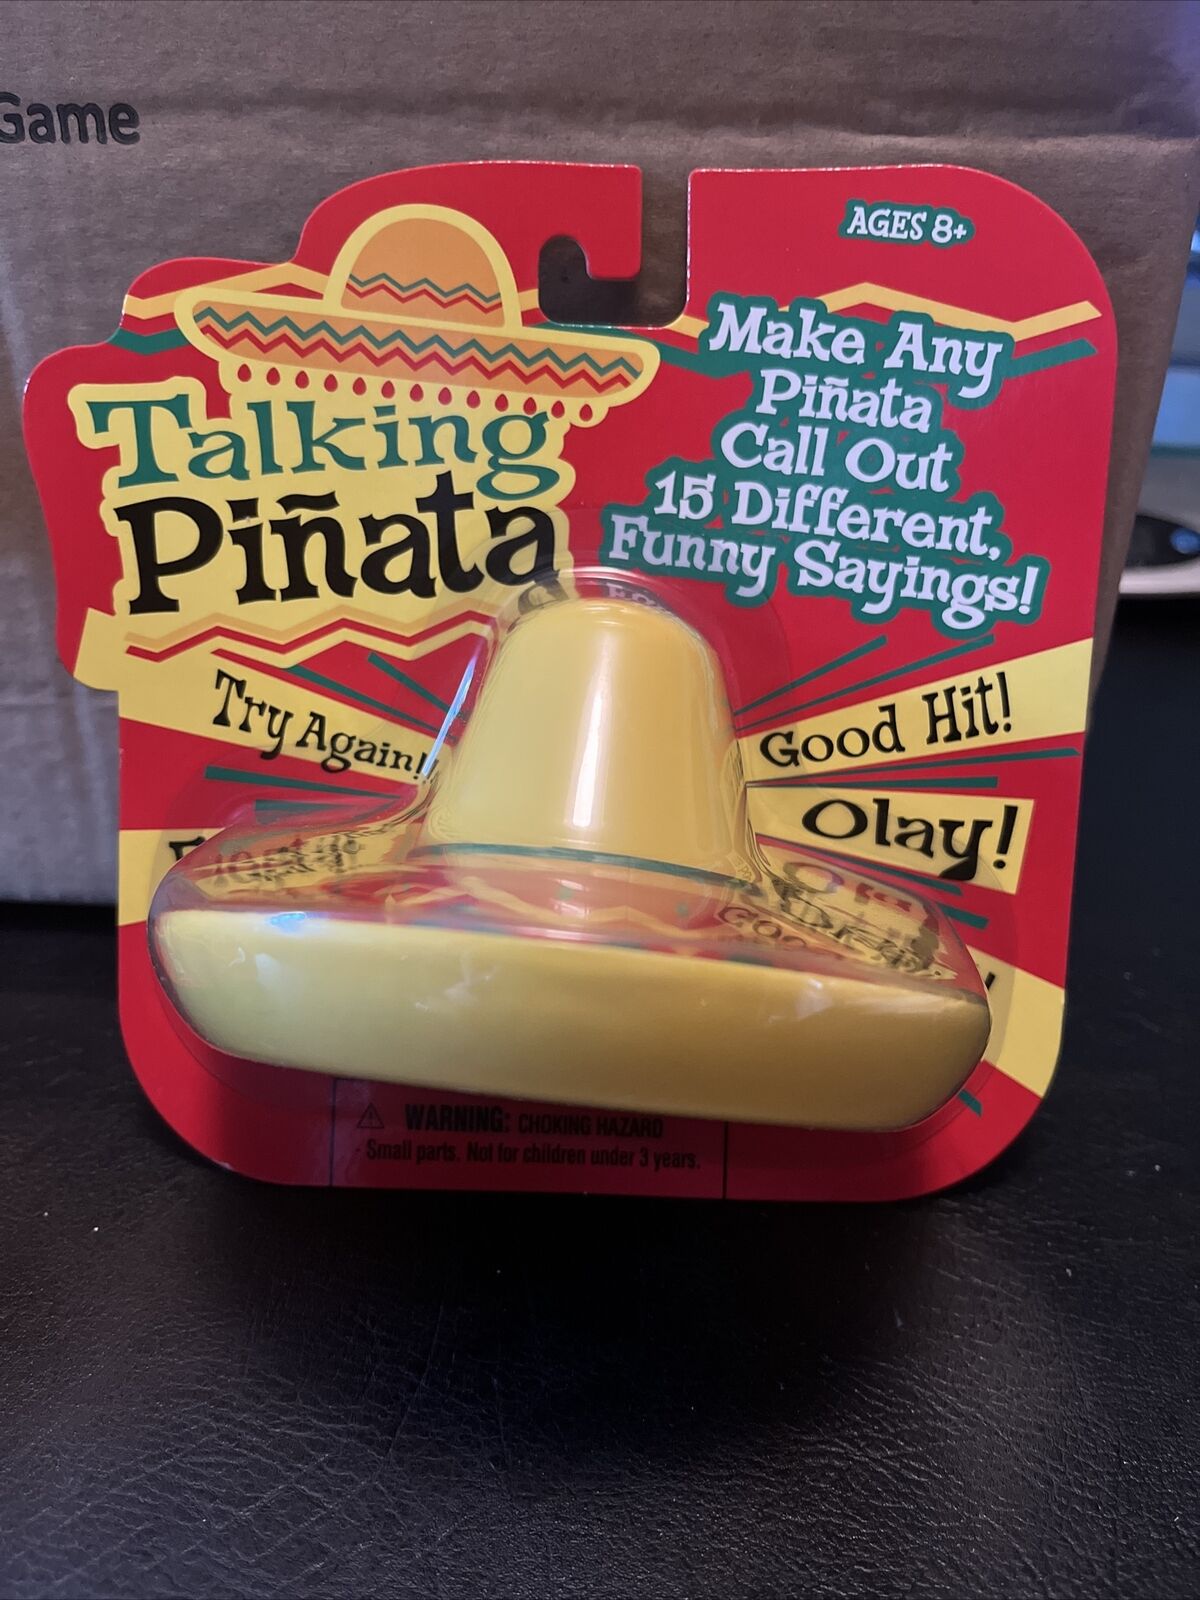 Game
AGES 8+
Talking
Piñata
Make Any
Piñata
Call Out
15 Different,
Funny Sayings!
Try Again!
Good Hit!
Olay!
WARNING: CHOKING HAZARD
Small parts. Not for children under 3 years.